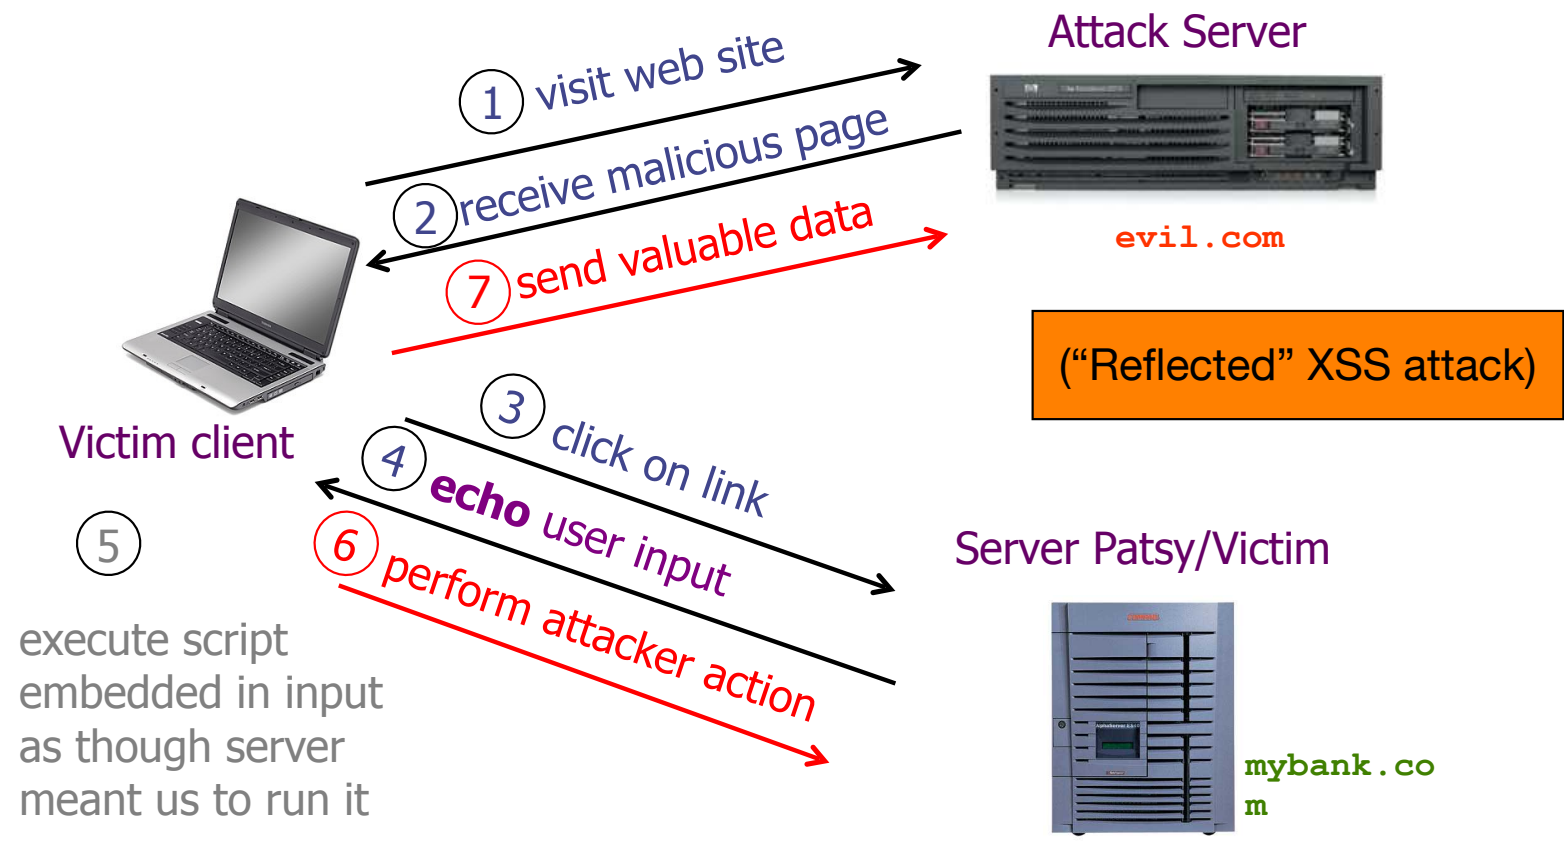 Attack Server
1 visit web site
2 receive malicious page
7 send valuable data
evil.com
(“Reflected” XSS attack)
Victim client
3 click on link
4 echo user input
6 perform attacker action
5
execute script
embedded in input
as though server
meant us to run it
Server Patsy/Victim
mybank.co
m